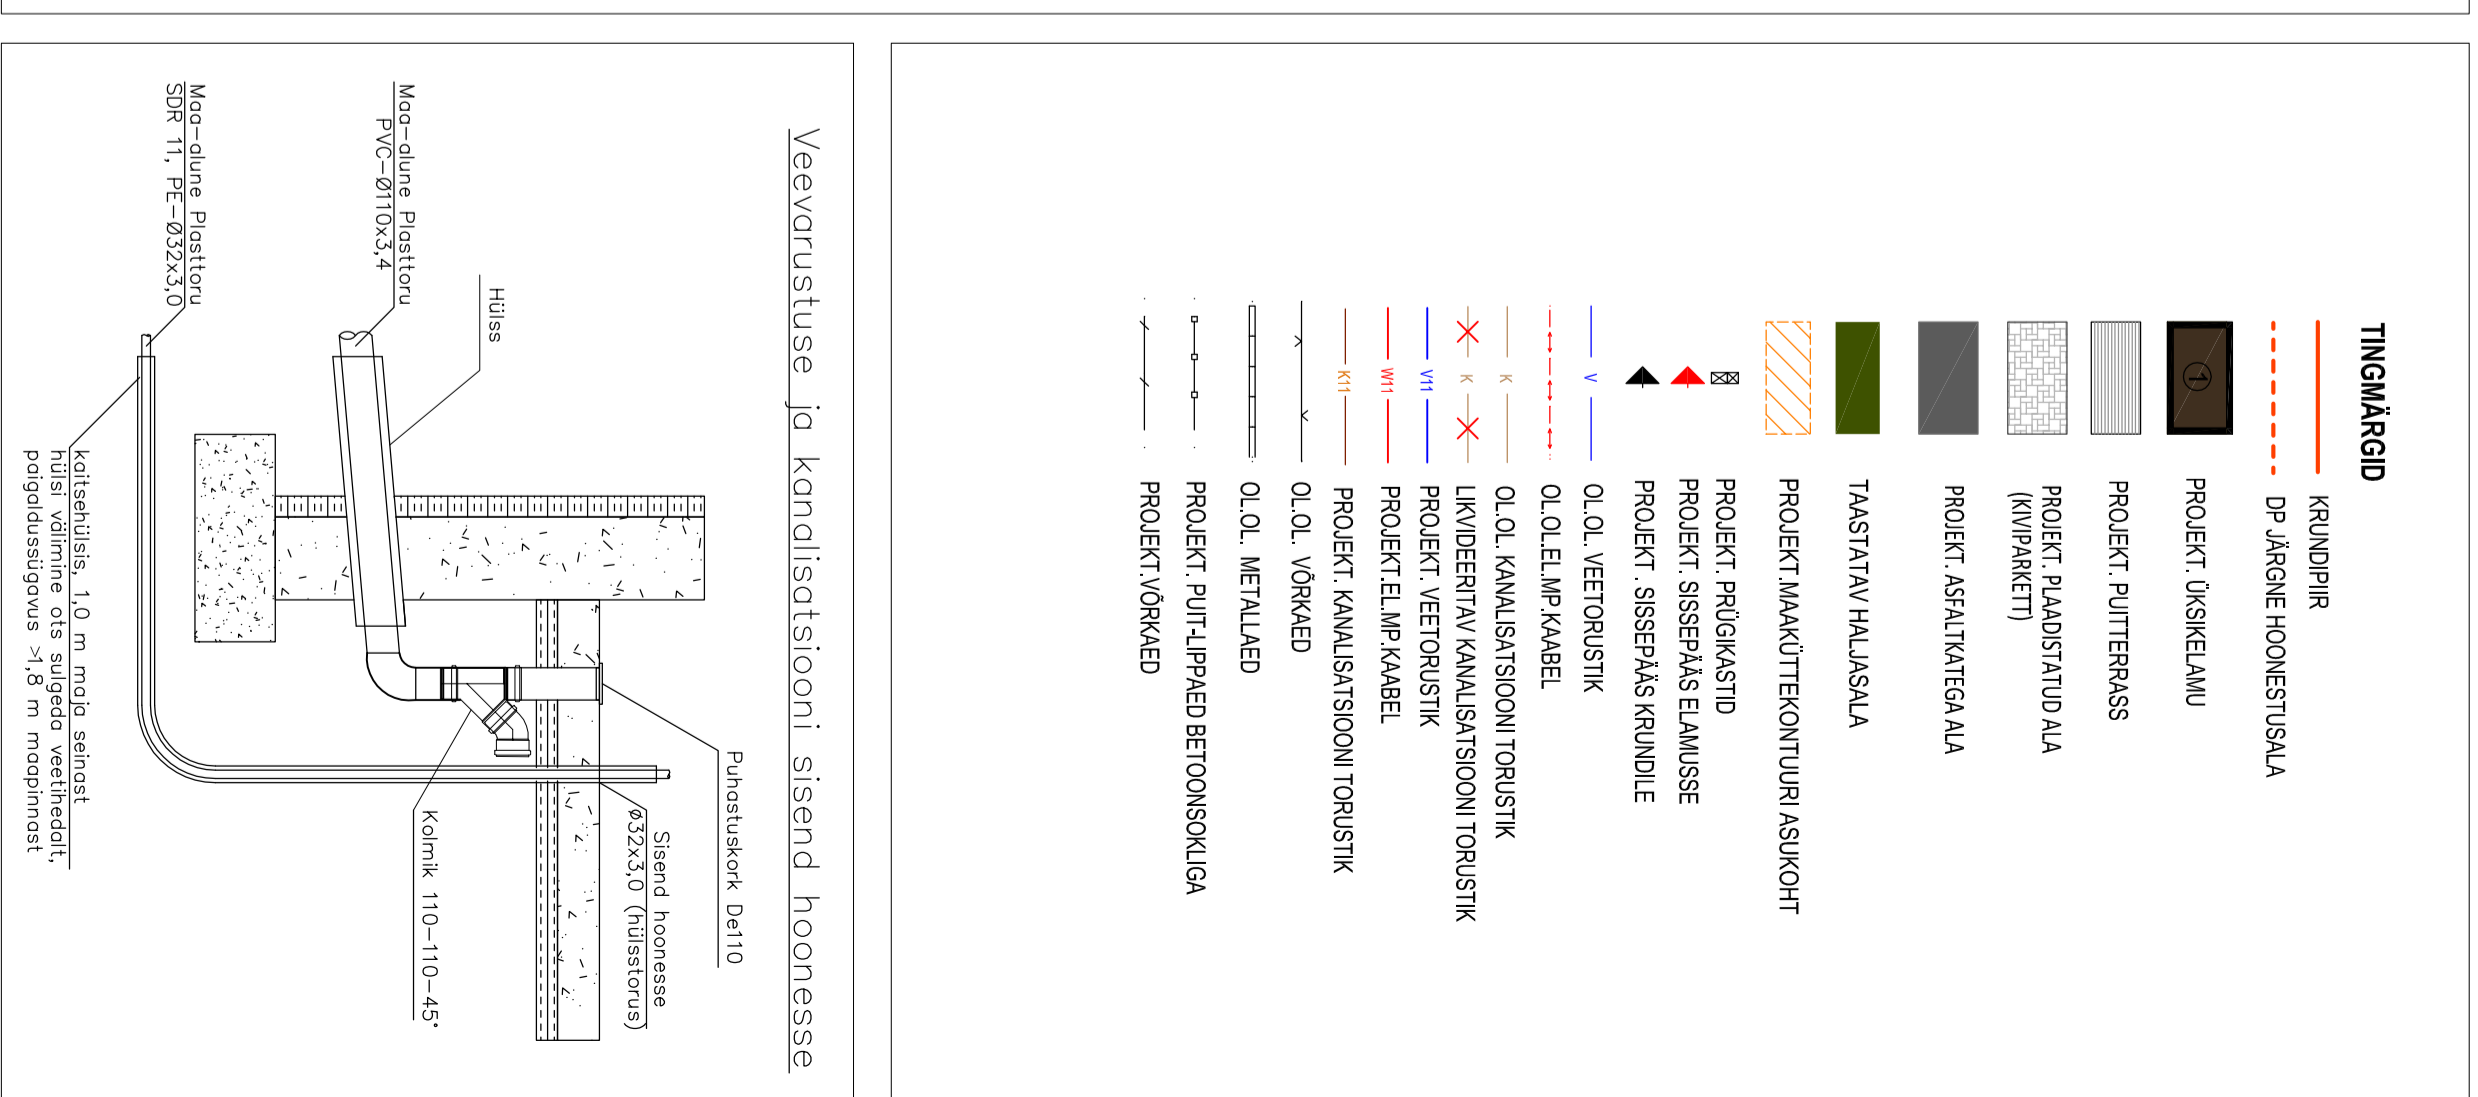 TINGMÄRGID
KRUNDIPIIR
DP JÄRGNE HOONESTUSALA
1
PROJEKT. ÜKSIKELAMU
PROJEKT. PUITTERRASS
PROJEKT. PLAADISTATUD ALA
(KIVIPARKETT)
PROJEKT. ASFALTKATEGA ALA
TAASTATAV HALJASALA
PROJEKT.MAAKÜTTEKONTUURI ASUKOHT
PROJEKT. PRÜGIKASTID
PROJEKT. SISSEPÄÄS ELAMUSSE
PROJEKT . SISSEPÄÄS KRUNDILE
V
OL.OL. VEETORUSTIK
OL.OL.EL.MP.KAABEL
K
OL.OL. KANALISATSIOONI TORUSTIK
K
LIKVIDEERITAV KANALISATSIOONI TORUSTIK
V11
PROJEKT. VEETORUSTIK
W11
PROJEKT.EL.MP.KAABEL
K11
PROJEKT. KANALISATSIOONI TORUSTIK
OL.OL. VÕRKAED
OL.OL. METALLAED
PROJEKT. PUIT-LIPPAED BETOONSOKLIGA
PROJEKT.VÕRKAED
Veevarustuse ja kanalisatsiooni sisend hoonesse
Puhastuskork De110
Sisend hoonesse
Ø32x3,0 (hülsstorus)
Hülss
Maa-alune Plasttoru
PVC-Ø110x3,4
Kolmik 110-110-45°
Maa-alune Plasttoru
SDR 11, PE-Ø32x3,0
kaitsehülsis, 1,0 m maja seinast
hülsi välimine ots sulgeda veetihedalt,
paigaldussügavus >1,8 m maapinnast